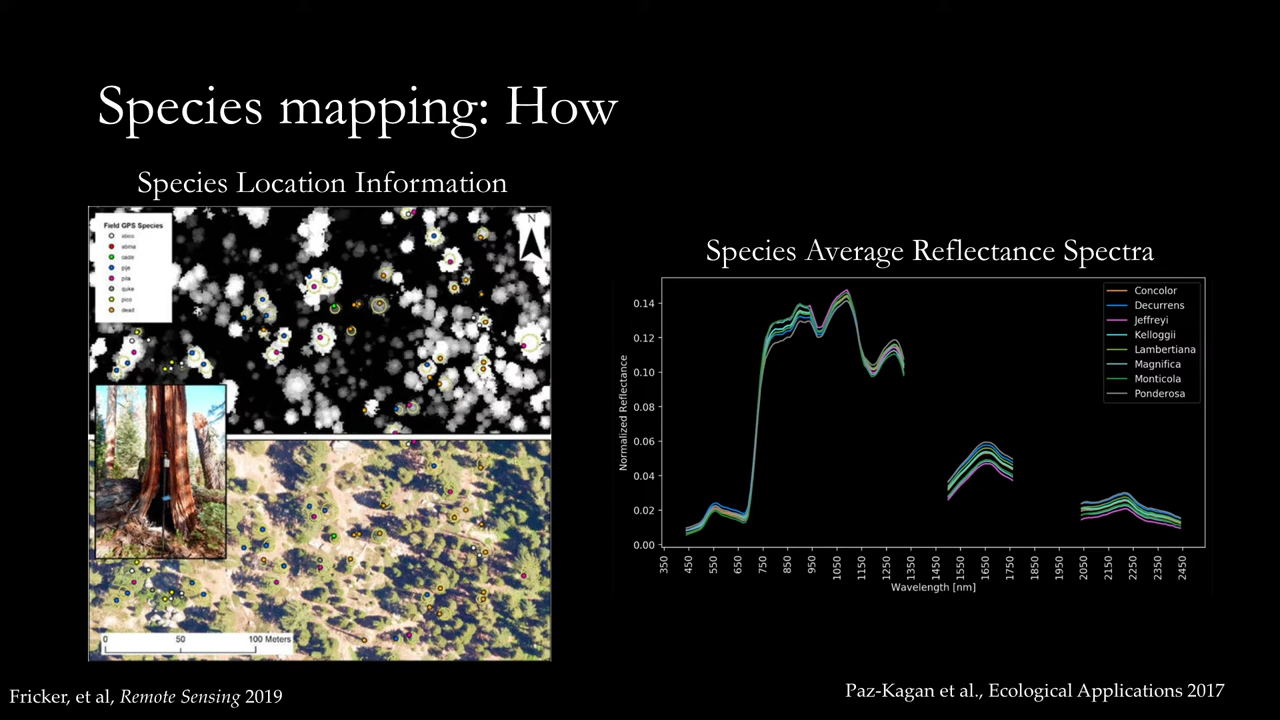 Species mapping: How
Species Location Information
Field GPS Species
abco
abma
cade
pije
pila
quke
pico
dead
N
0 50 100 Meters
Fricker, et al, Remote Sensing 2019
Species Average Reflectance Spectra
Normalized Reflectance
0.14
0.12
0.10
0.08
0.06
0.04
0.02
0.00
Concolor
Decurrens
Jeffreyi
Kelloggii
Lambertiana
Magnifica
Monticola
Ponderosa
350 450 550 650 750 850 950 1050 1150 1250 1350 1450 1550 1650 1750 1850 1950 2050 2150 2250 2350 2450
Wavelength [nm]
Paz-Kagan et al., Ecological Applications 2017